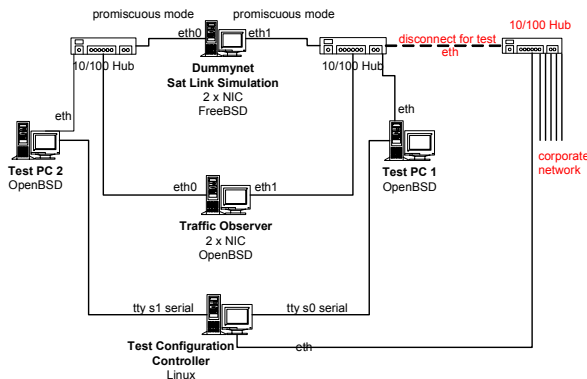 promiscuous mode
promiscuous mode
10/100 Hub
eth0
eth1
disconnect for test
eth
10/100 Hub
Dummynet
Sat Link Simulation
2 x NIC
FreeBSD
10/100 Hub
eth
eth
Test PC 2
OpenBSD
Test PC 1
OpenBSD
corporate
network
eth0
eth1
Traffic Observer
2 x NIC
OpenBSD
tty s1 serial
tty s0 serial
Test Configuration
Controller
Linux
eth